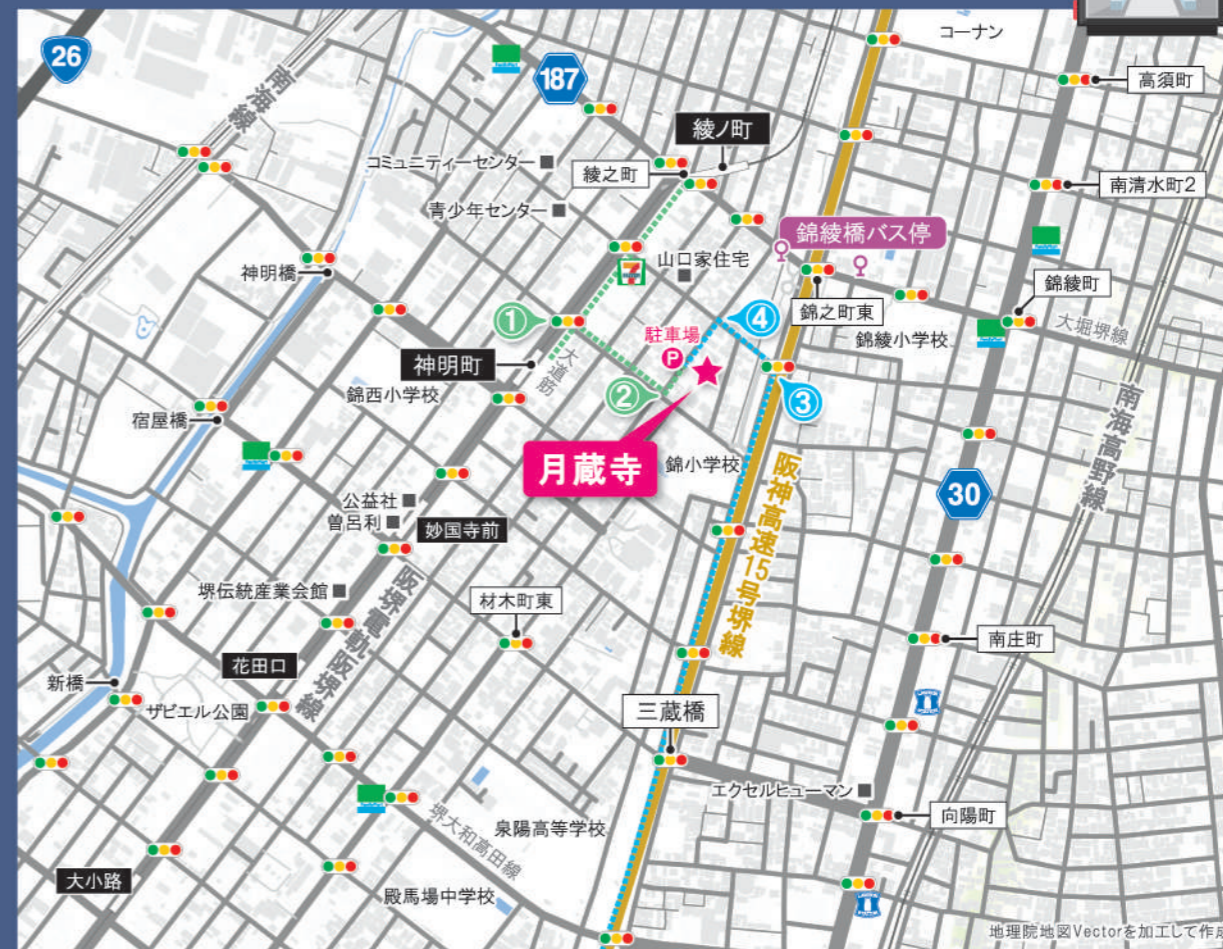 コーナン
26
南海線
187
高須町
綾ノ町
コミュニティーセンター
綾之町
南清水町2
青少年センター
錦綾橋バス停
山口家住宅
神明橋
錦綾町
錦之町東
①
④
大堀堺線
駐車場
P
錦綾小学校
神明町
大道筋
錦西小学校
②
③
宿屋橋
月蔵寺
錦小学校
南海高野線
阪神高速15号堺線
30
公益社
曽呂利
妙国寺前
堺伝統産業会館
阪堺電軌阪堺線
材木町東
南庄町
花田口
新橋
ザビエル公園
三蔵橋
エクセルヒューマン
向陽町
泉陽高等学校
堺大和高田線
大小路
殿馬場中学校
地理院地図Vectorを加工して作成